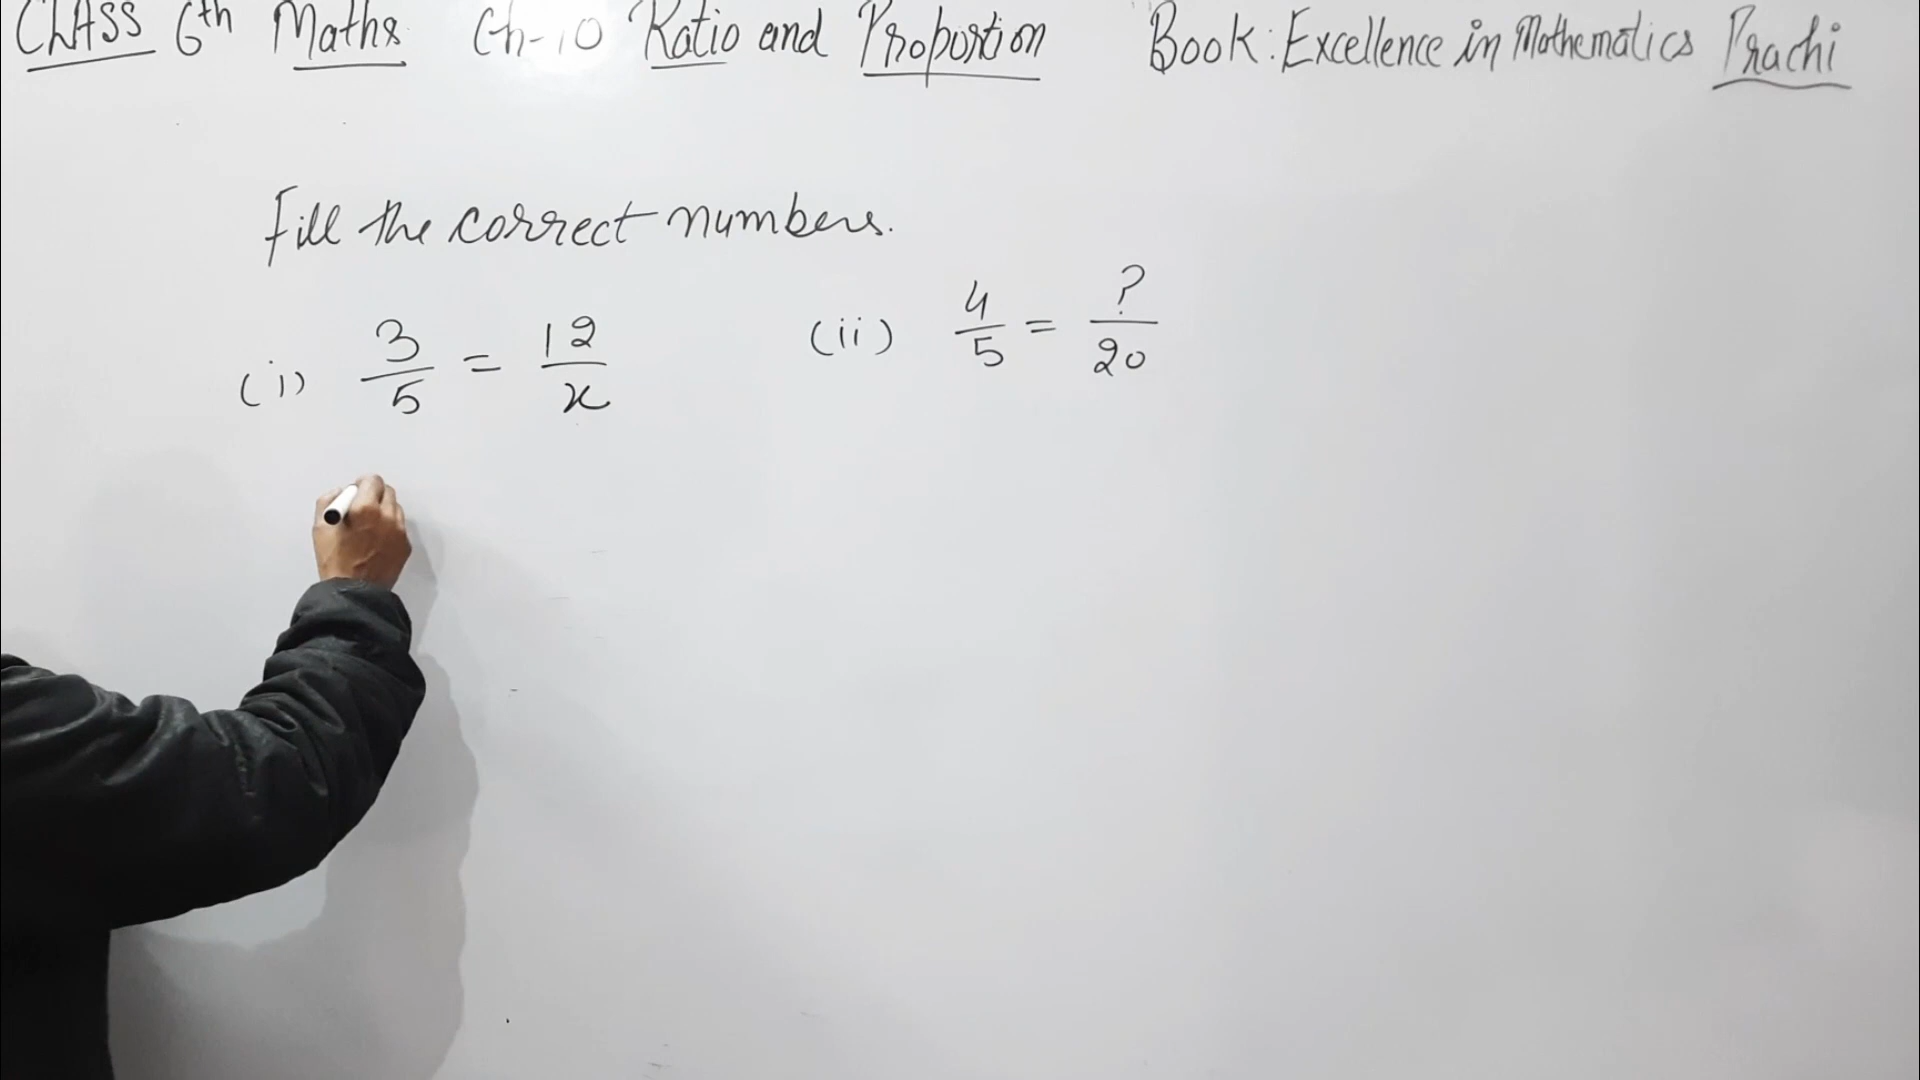 CLASS 6th Maths Ch-10 Ratio and Proportion Book: Excellence in Mathematics Prachi
Fill the correct numbers.
(i) 3/5 = 12/x (ii) 4/5 = ?/20